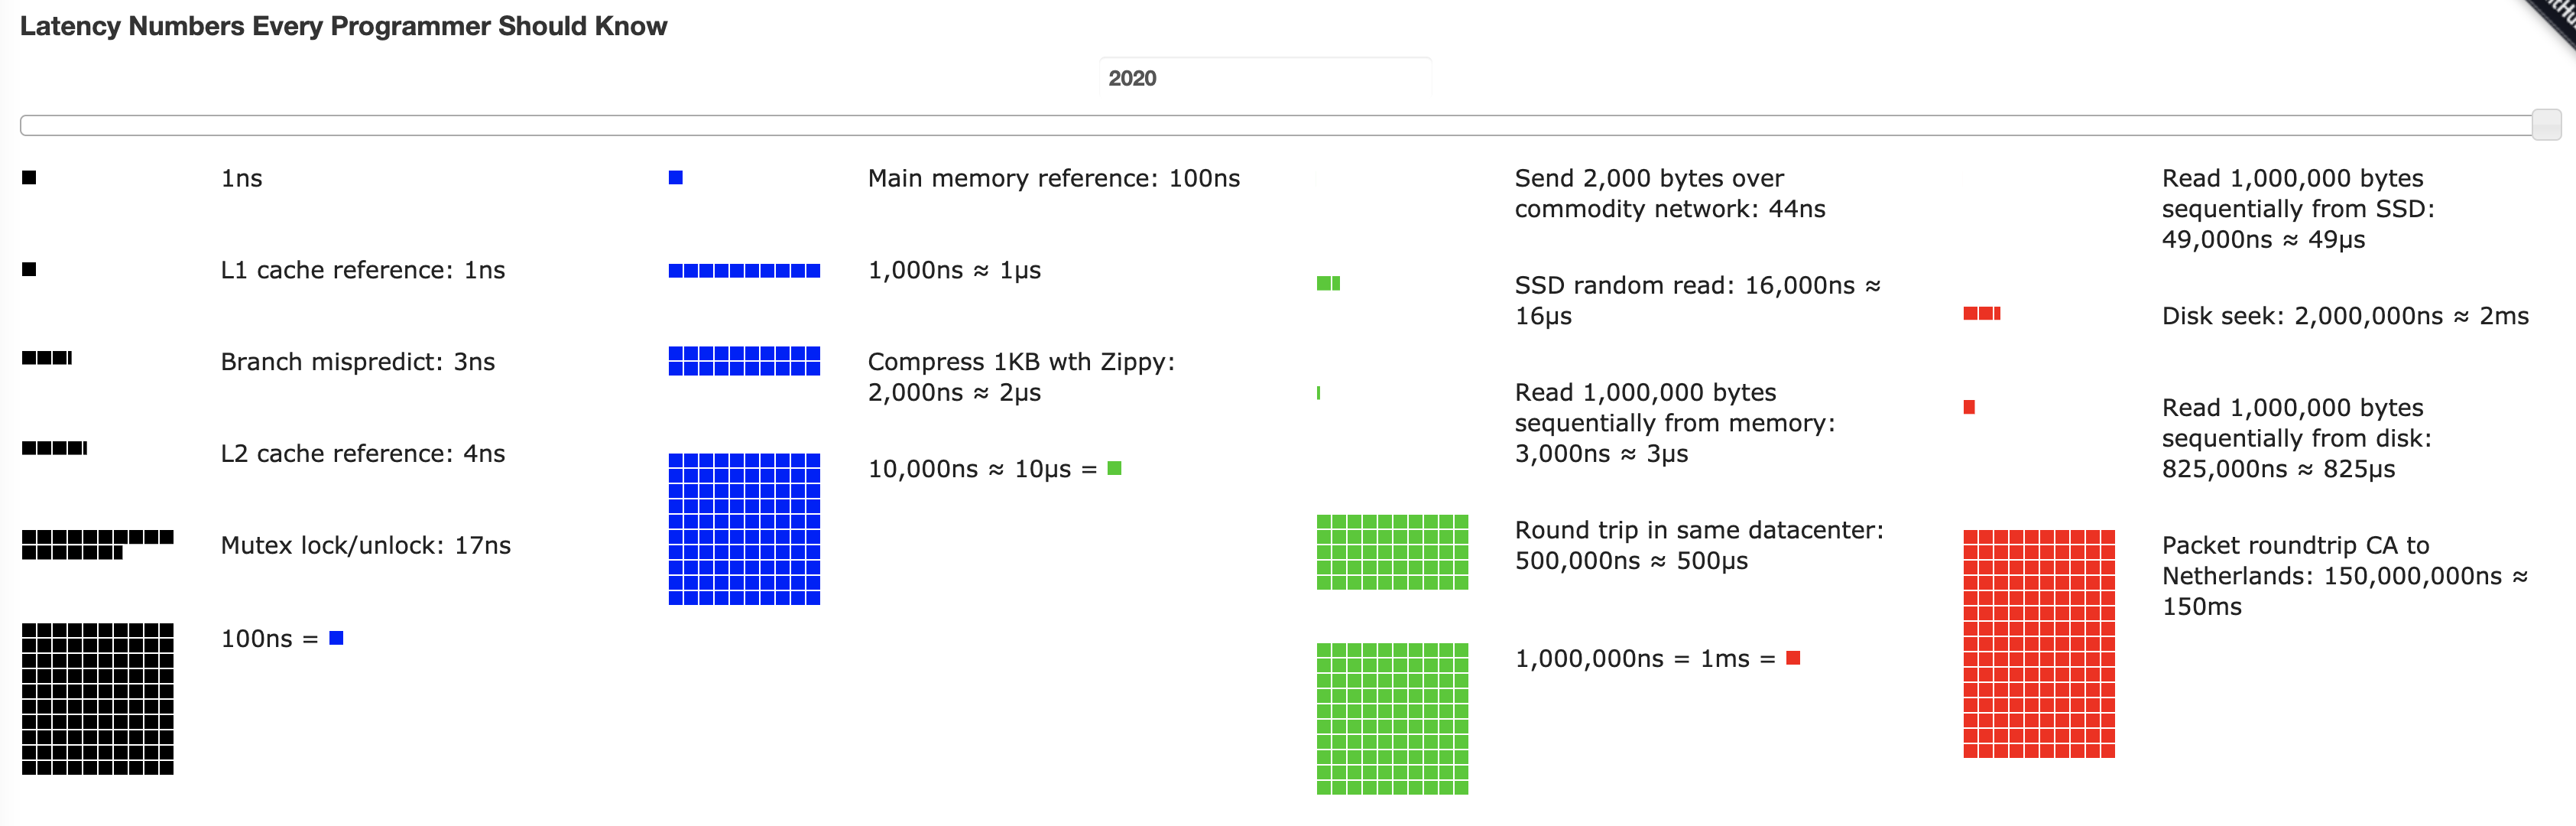 Latency Numbers Every Programmer Should Know
2020
1ns
L1 cache reference: 1ns
Branch mispredict: 3ns
L2 cache reference: 4ns
Mutex lock/unlock: 17ns
100ns =
Main memory reference: 100ns
1,000ns ≈ 1μs
Compress 1KB wth Zippy:
2,000ns ≈ 2μs
10,000ns ≈ 10μs =
Send 2,000 bytes over
commodity network: 44ns
SSD random read: 16,000ns ≈
16μs
Read 1,000,000 bytes
sequentially from memory:
3,000ns ≈ 3μs
Round trip in same datacenter:
500,000ns ≈ 500μs
1,000,000ns = 1ms =
Read 1,000,000 bytes
sequentially from SSD:
49,000ns ≈ 49μs
Disk seek: 2,000,000ns ≈ 2ms
Read 1,000,000 bytes
sequentially from disk:
825,000ns ≈ 825μs
Packet roundtrip CA to
Netherlands: 150,000,000ns ≈
150ms